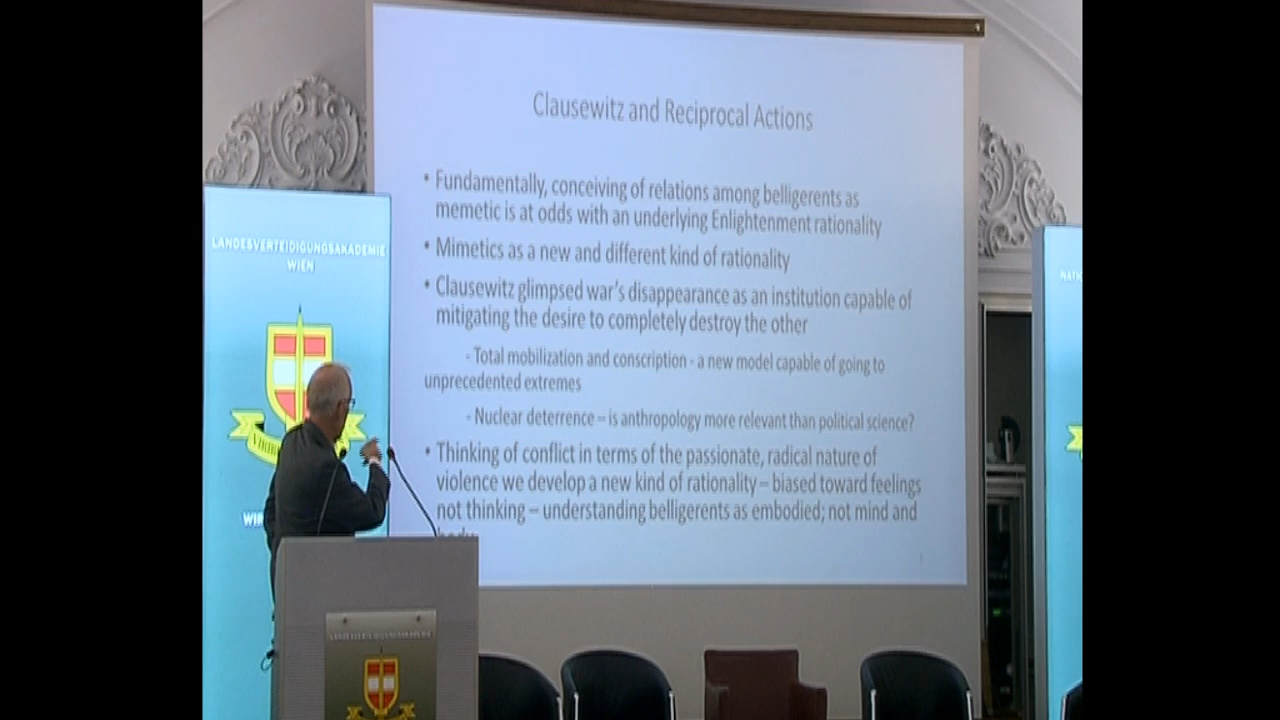 Clausewitz and Reciprocal Actions
• Fundamentally, conceiving of relations among belligerents as
memetic is at odds with an underlying Enlightenment rationality
• Mimetics as a new and different kind of rationality
• Clausewitz glimpsed war's disappearance as an institution capable of
mitigating the desire to completely destroy the other
- Total mobilization and conscription - a new model capable of going to
unprecedented extremes
- Nuclear deterrence – is anthropology more relevant than political science?
• Thinking of conflict in terms of the passionate, radical nature of
violence we develop a new kind of rationality – biased toward feelings
not thinking – understanding belligerents as embodied; not mind and
LANDESVERTEIDIGUNGSAKADEMIE
WIEN
LANDESVERTEIDIGUNGSAKADEMIE